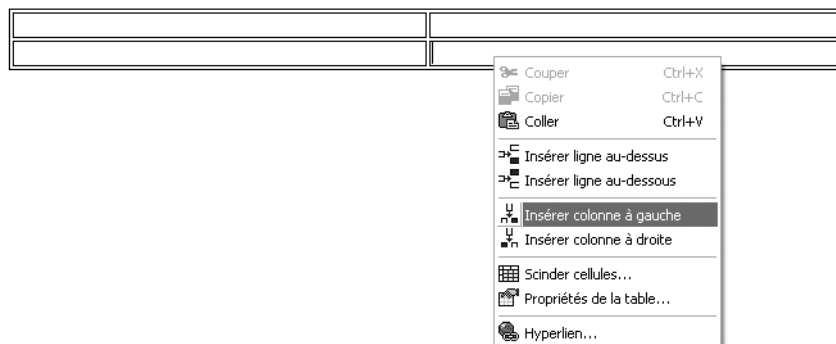 Couper Ctrl+X
Copier Ctrl+C
Coller Ctrl+V
Insérer ligne au-dessus
Insérer ligne au-dessous
Insérer colonne à gauche
Insérer colonne à droite
Scinder cellules...
Propriétés de la table...
Hyperlien...